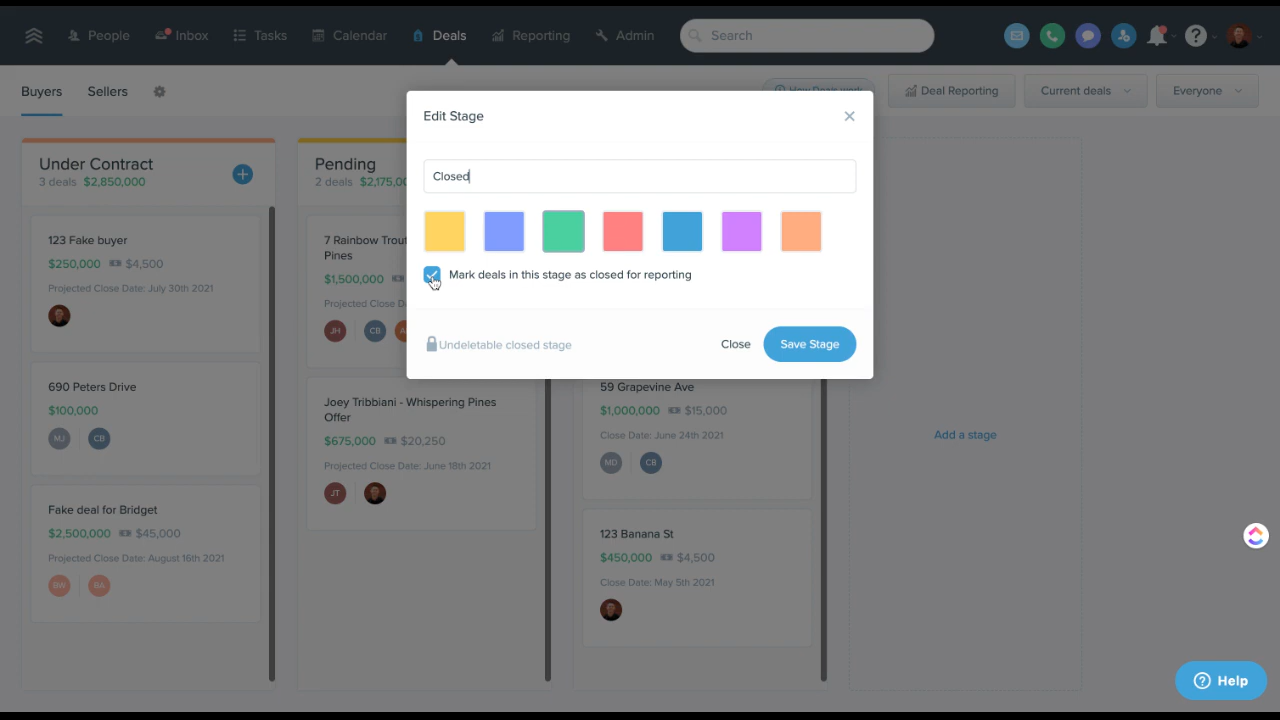 People
Inbox
Tasks
Calendar
Deals
Reporting
Admin
Search
Buyers
Sellers
How Deals work
Deal Reporting
Current deals
Everyone
Under Contract
3 deals $2,850,000
123 Fake buyer
$250,000 $4,500
Projected Close Date: July 30th 2021
690 Peters Drive
$100,000
MJ CB
Fake deal for Bridget
$2,500,000 $45,000
Projected Close Date: August 16th 2021
BW BA
Pending
2 deals $2,175,00
7 Rainbow Trout
Pines
$1,500,000
Projected Close D
JH CB
Joey Tribbiani - Whispering Pines
Offer
$675,000 $20,250
Projected Close Date: June 18th 2021
JT
Edit Stage
Closed
Mark deals in this stage as closed for reporting
Undeletable closed stage
Close
Save Stage
59 Grapevine Ave
$1,000,000 $15,000
Close Date: June 24th 2021
MD CB
123 Banana St
$450,000 $4,500
Close Date: May 5th 2021
Add a stage
Help